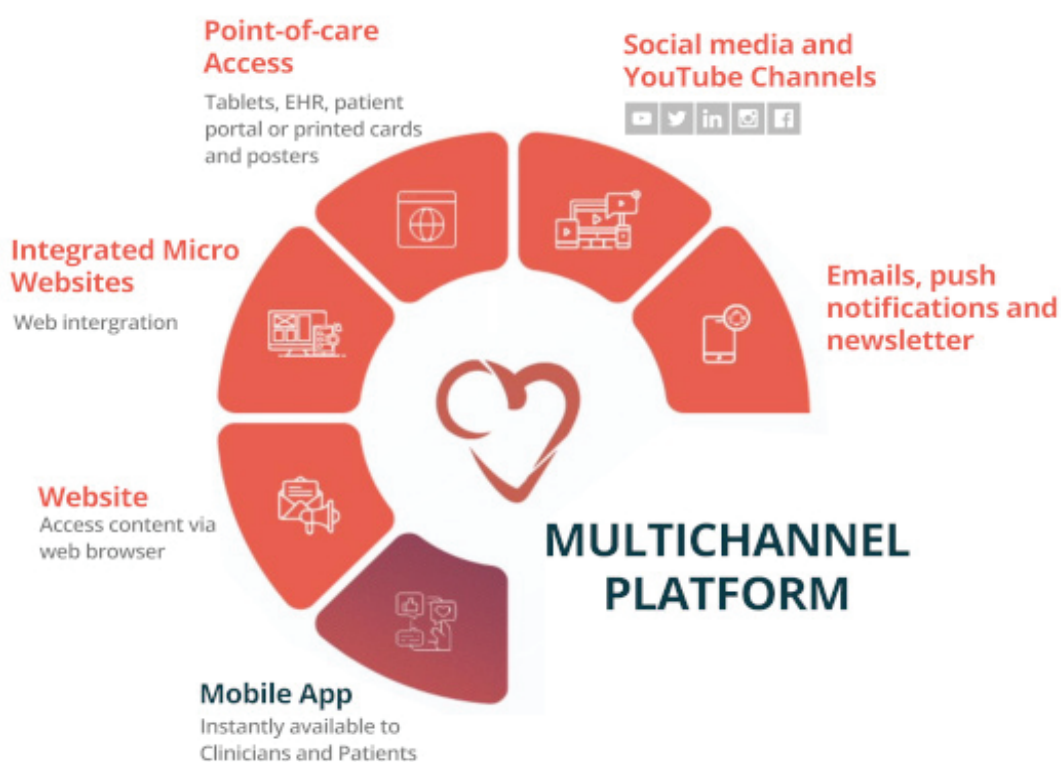 Point-of-care
Access
Tablets, EHR, patient
portal or printed cards
and posters
Social media and
YouTube Channels
Integrated Micro
Websites
Web intergration
Emails, push
notifications and
newsletter
Website
Access content via
web browser
MULTICHANNEL
PLATFORM
Mobile App
Instantly available to
Clinicians and Patients